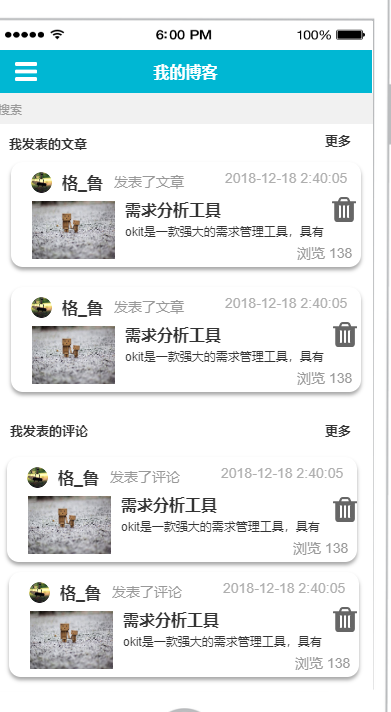 6:00 PM 100%
我的博客
搜索
我发表的文章 更多
格_鲁 发表了文章 2018-12-18 2:40:05
需求分析工具
okit是一款强大的需求管理工具，具有
浏览 138
格_鲁 发表了文章 2018-12-18 2:40:05
需求分析工具
okit是一款强大的需求管理工具，具有
浏览 138
我发表的评论 更多
格_鲁 发表了评论 2018-12-18 2:40:05
需求分析工具
okit是一款强大的需求管理工具，具有
浏览 138
格_鲁 发表了评论 2018-12-18 2:40:05
需求分析工具
okit是一款强大的需求管理工具，具有
浏览 138